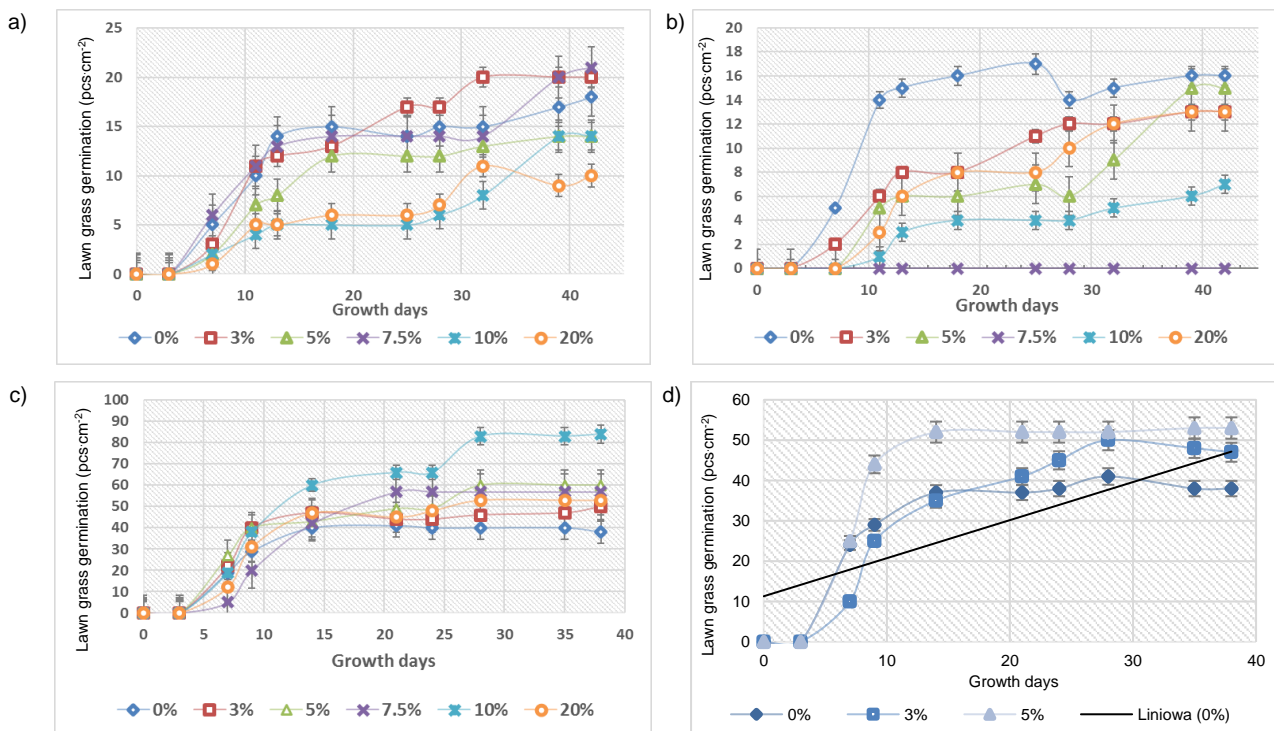 a)
Lawn grass germination (pcs·cm-2)
25
20
15
10
5
0
0 10 20 30 40
Growth days
0% 3% 5% 7.5% 10% 20%
b)
Lawn grass germination (pcs·cm-2)
20
18
16
14
12
10
8
6
4
2
0
0 10 20 30 40
Growth days
0% 3% 5% 7.5% 10% 20%
c)
Lawn grass germination (pcs·cm-2)
100
90
80
70
60
50
40
30
20
10
0
0 5 10 15 20 25 30 35 40
Growth days
0% 3% 5% 7.5% 10% 20%
d)
Lawn grass germination (pcs·cm-2)
60
50
40
30
20
10
0
0 10 20 30 40
Growth days
0% 3% 5% Liniowa (0%)